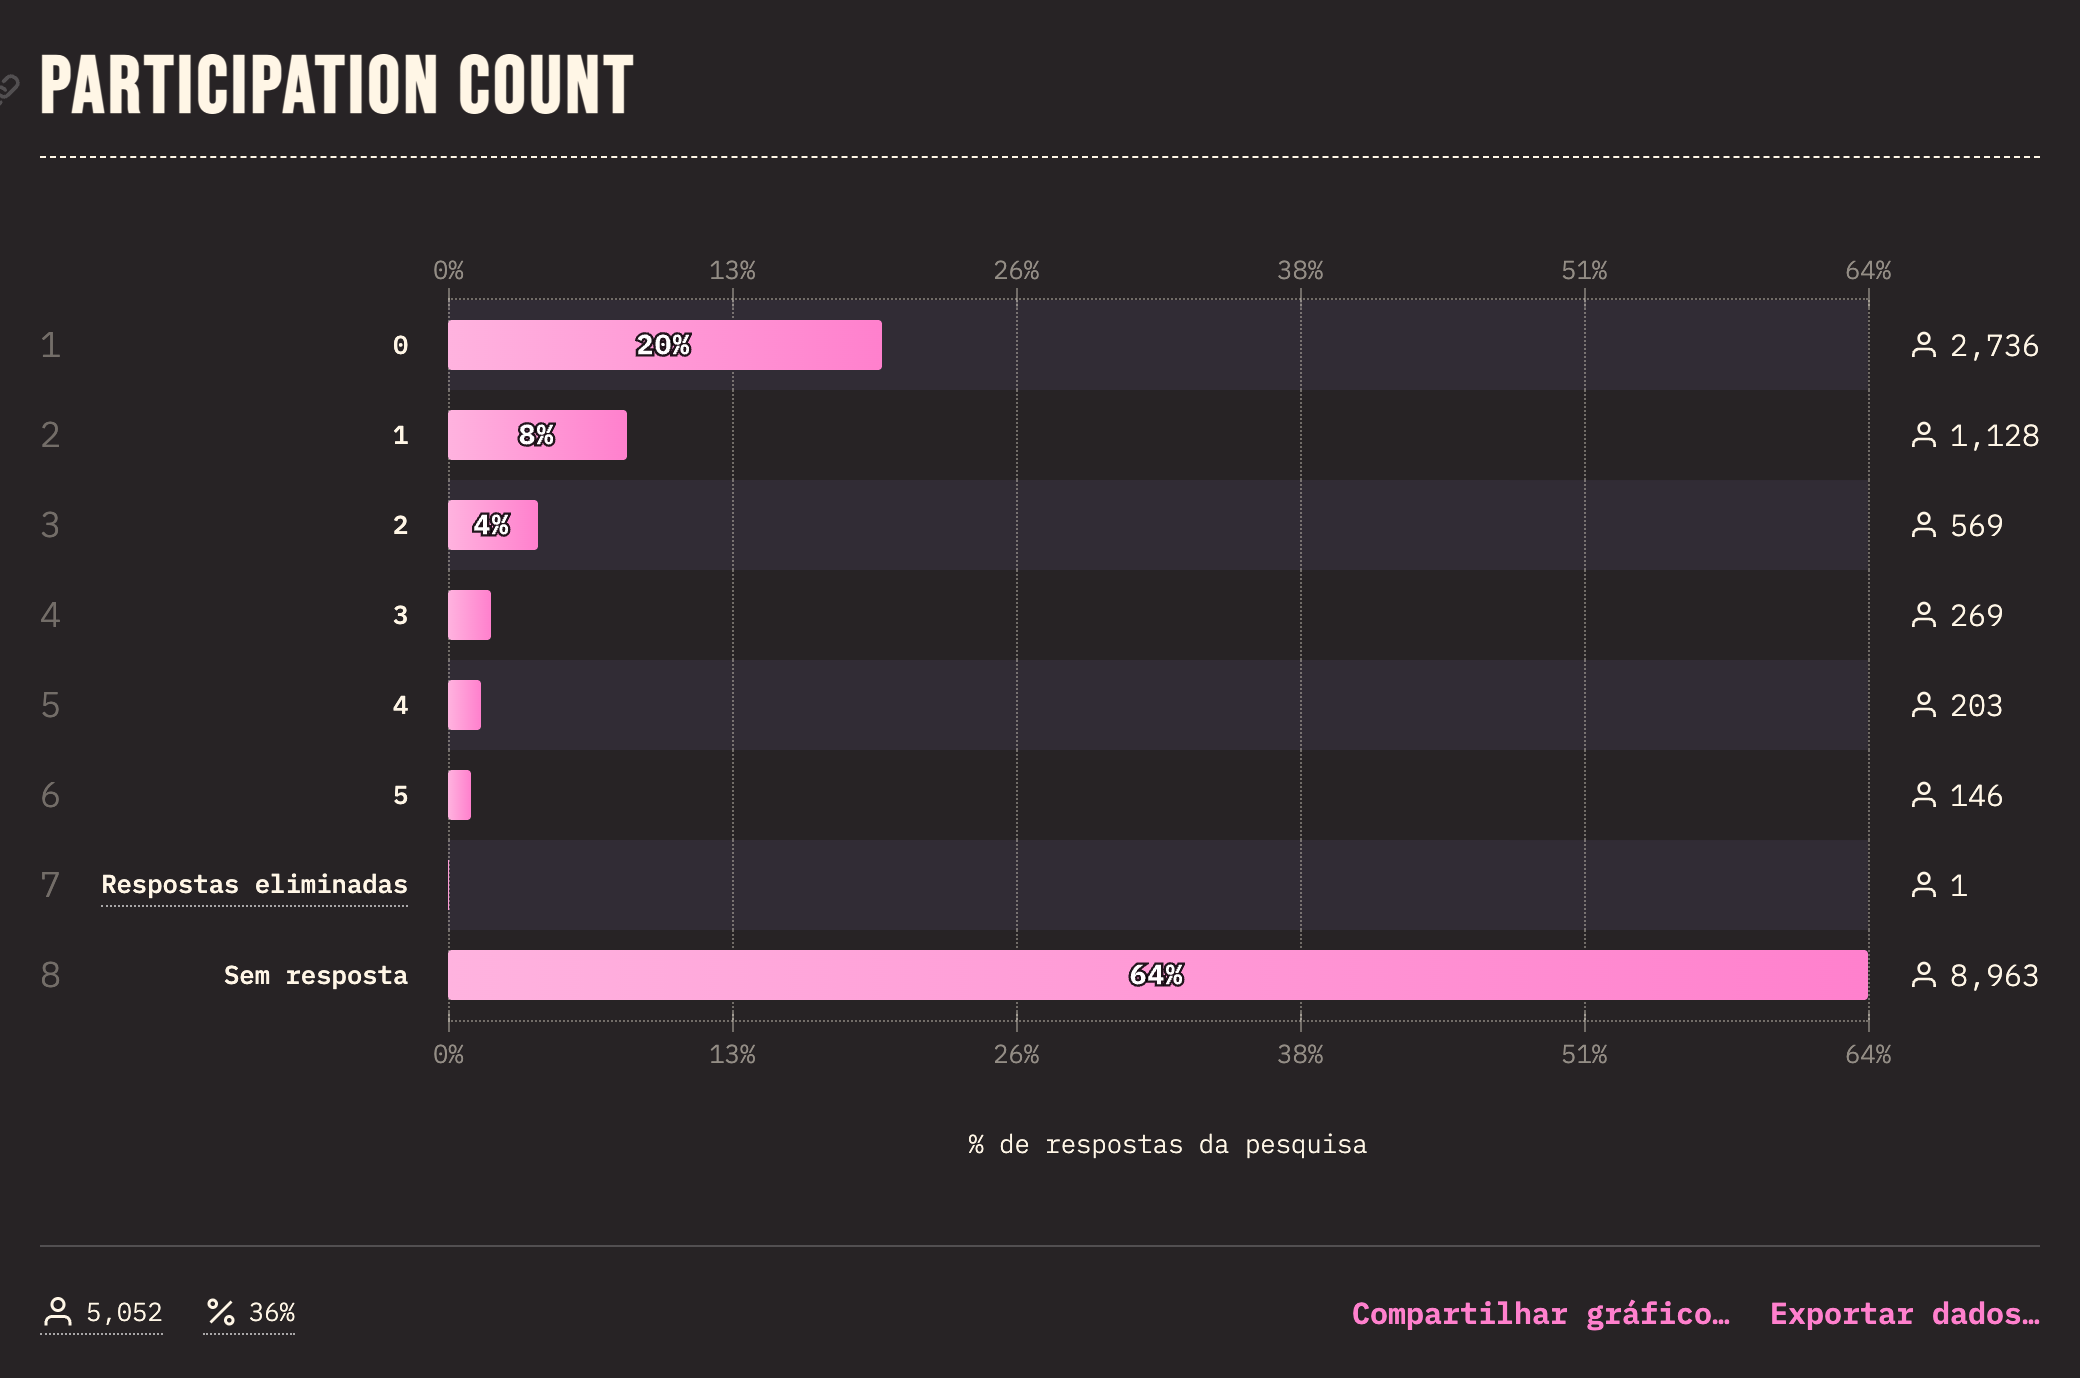 PARTICIPATION COUNT
0% 13% 26% 38% 51% 64%
1 0 20% 2,736
2 1 8% 1,128
3 2 4% 569
4 3 269
5 4 203
6 5 146
7 Respostas eliminadas 1
8 Sem resposta 64% 8,963
0% 13% 26% 38% 51% 64%
% de respostas da pesquisa
5,052 36% Compartilhar gráfico… Exportar dados…